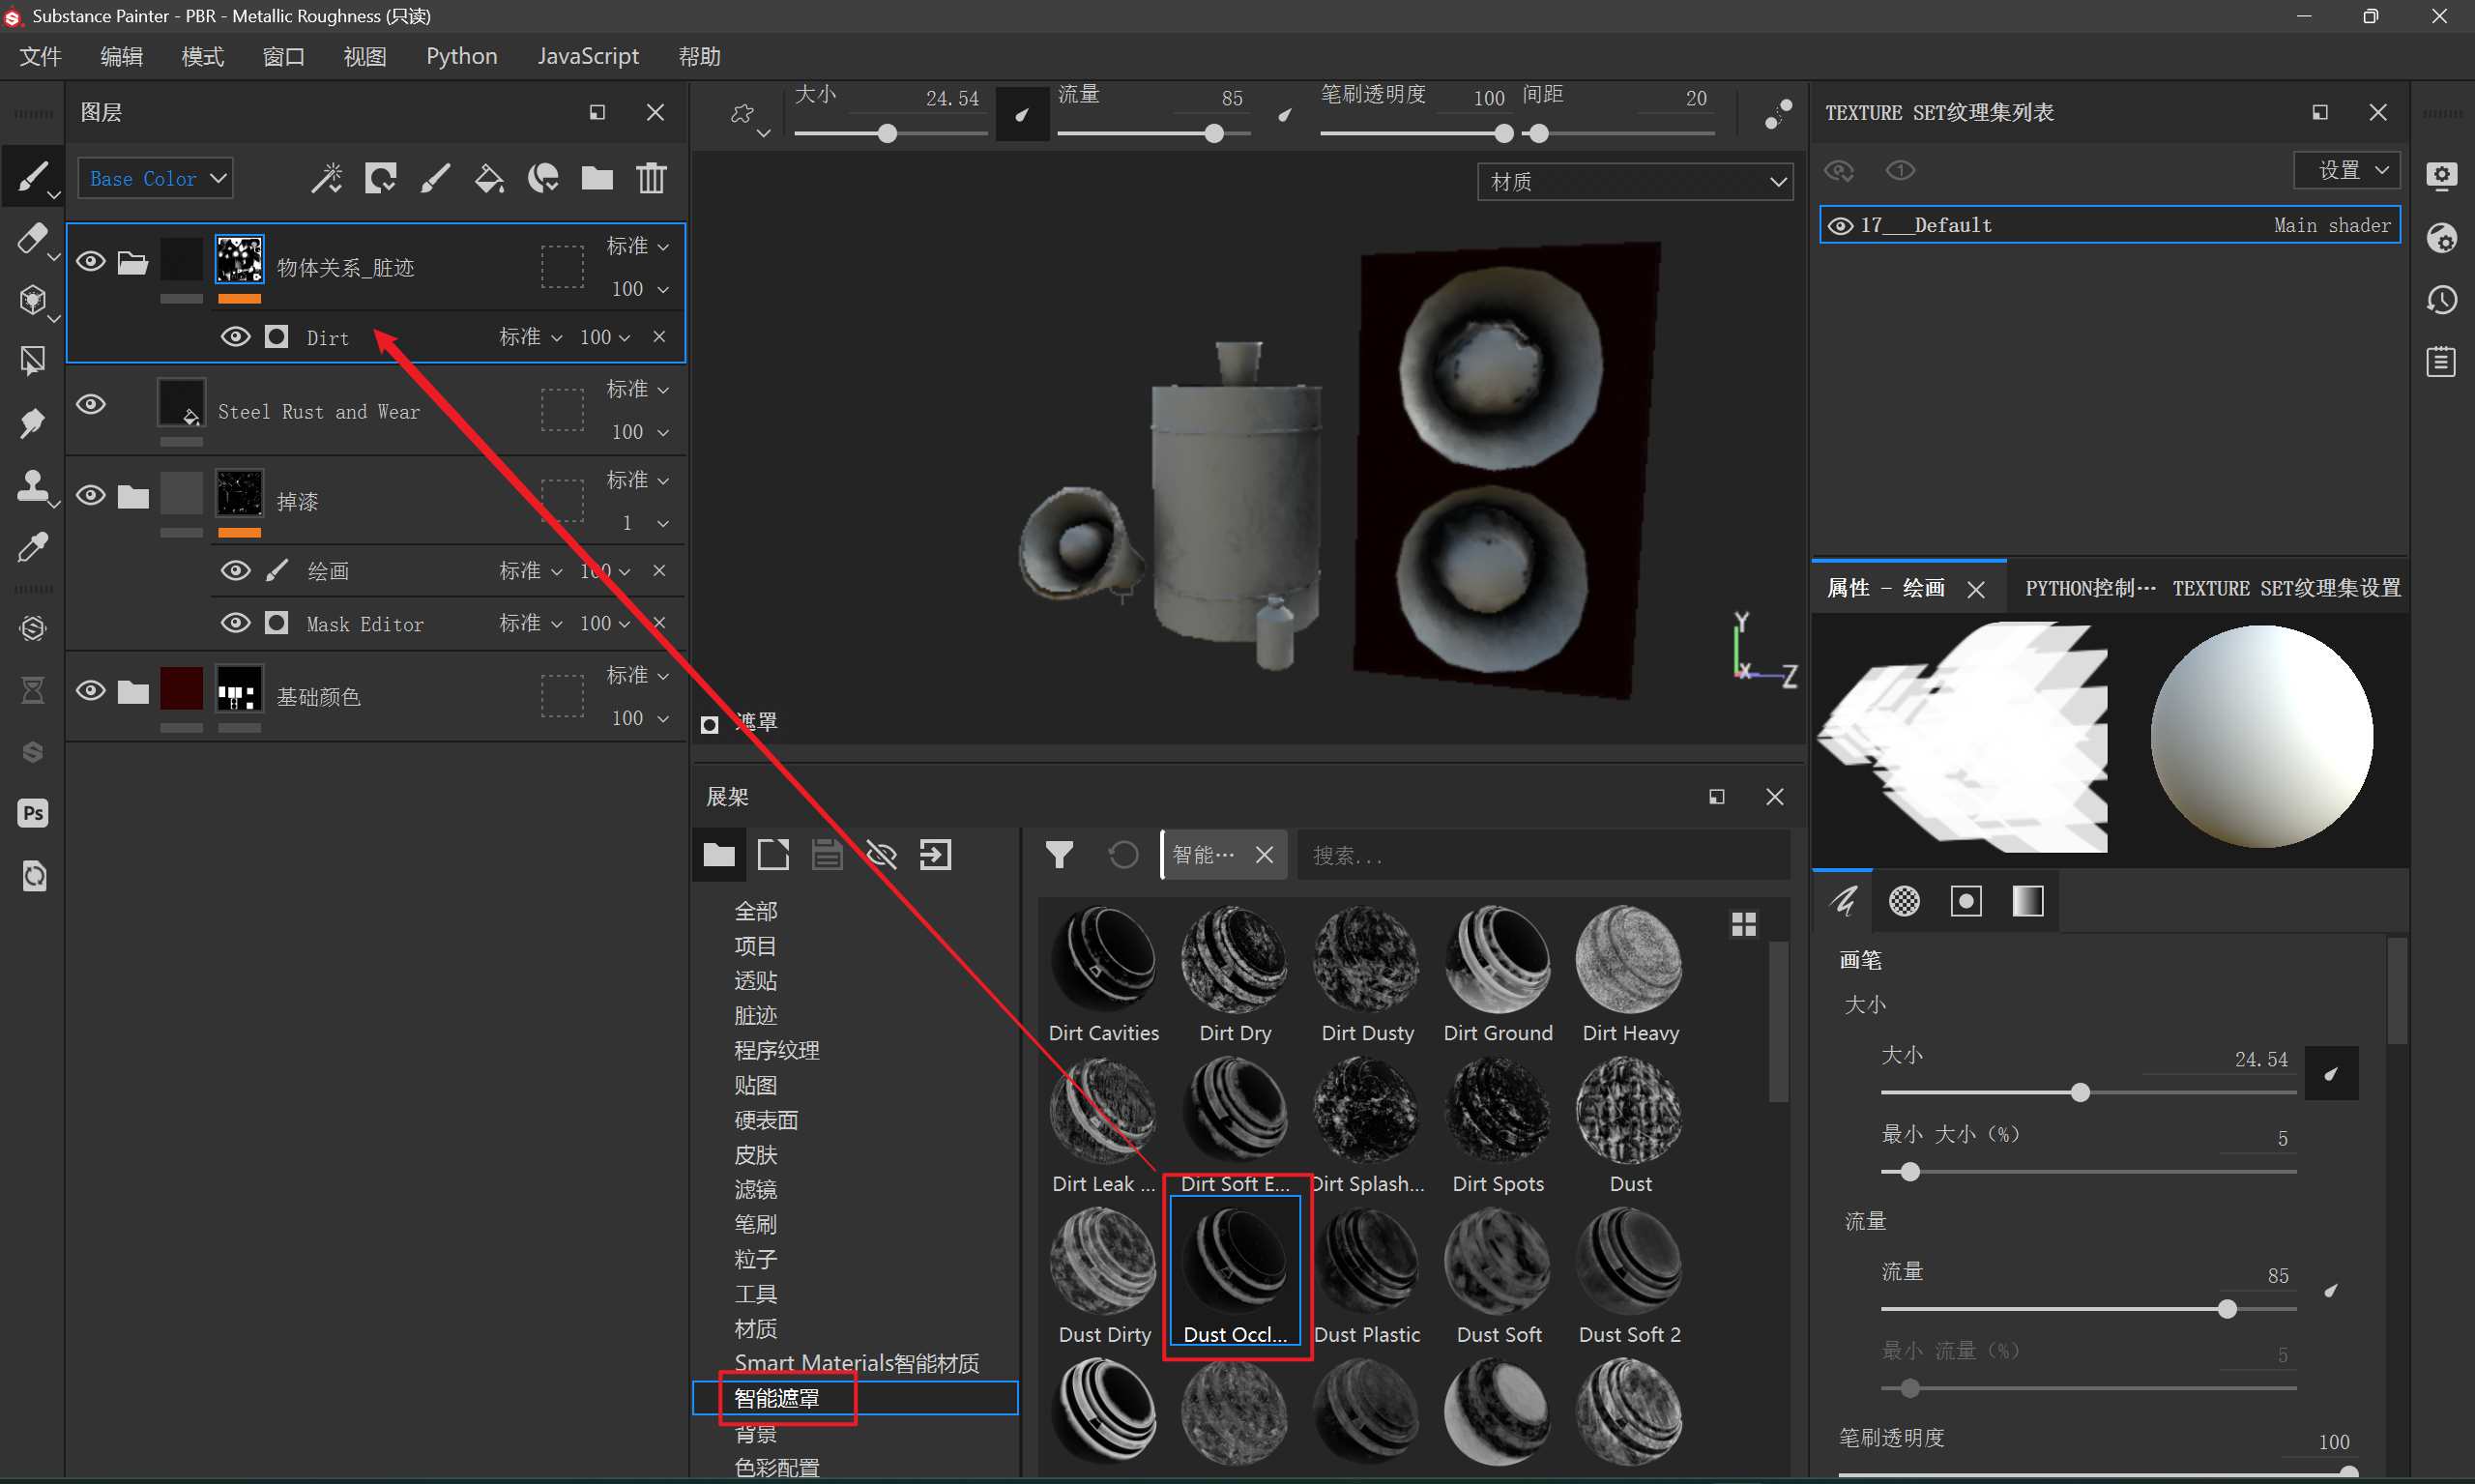 Substance Painter - PBR - Metallic Roughness (只读)
文件 编辑 模式 窗口 视图 Python JavaScript 帮助
图层
Base Color
物体关系_脏迹
标准
100
Dirt 标准 100
Steel Rust and Wear
标准
100
掉漆
标准
1
绘画 标准 100
Mask Editor 标准 100
基础颜色
标准
100
大小 24.54 流量 85 笔刷透明度 100 间距 20
材质
Y
X
Z
遮罩
展架
智能… 搜索...
全部
项目
透贴
脏迹
程序纹理
贴图
硬表面
皮肤
滤镜
笔刷
粒子
工具
材质
Smart Materials智能材质
智能遮罩
背景
色彩配置
Dirt Cavities Dirt Dry Dirt Dusty Dirt Ground Dirt Heavy
Dirt Leak ... Dirt Soft E... Dirt Splash... Dirt Spots Dust
Dust Dirty Dust Occl... Dust Plastic Dust Soft Dust Soft 2
TEXTURE SET纹理集列表
1
设置
17___Default Main shader
属性 - 绘画 PYTHON控制… TEXTURE SET纹理集设置
画笔
大小
大小 24.54
最小 大小 (%) 5
流量
流量 85
最小 流量 (%) 5
笔刷透明度 100
Ps